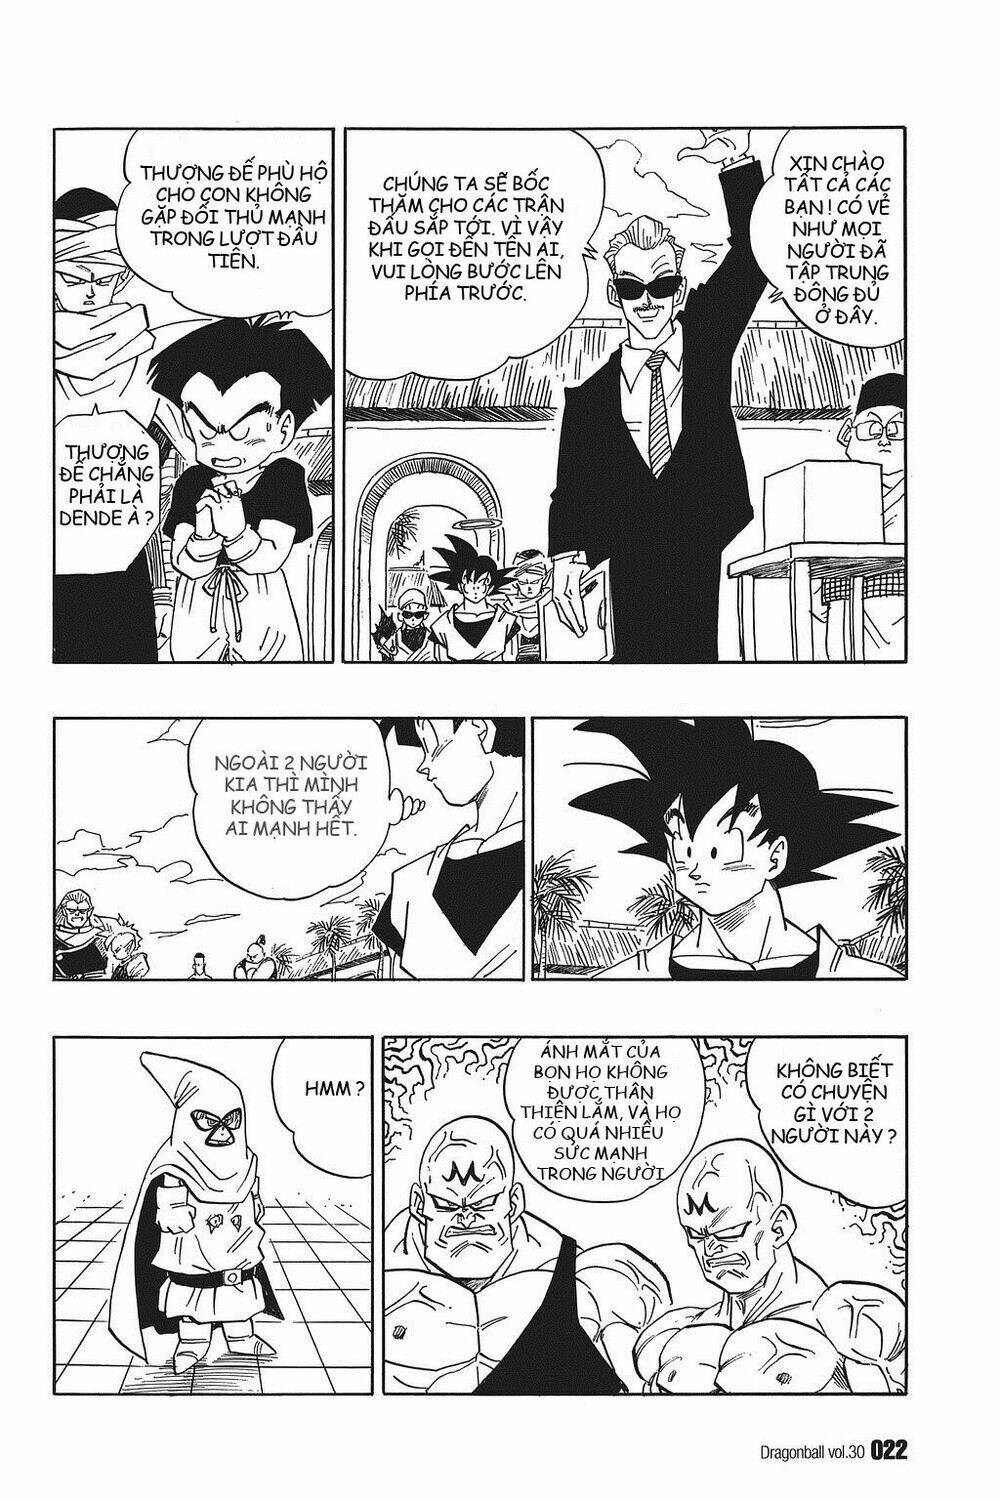 XIN CHÀO
TẤT CẢ CÁC
BẠN! CÓ VẺ
NHƯ MỌI
NGƯỜI ĐÃ
TẬP TRUNG
ĐÔNG ĐỦ
Ở ĐÂY.
CHÚNG TA SẼ BỐC
THĂM CHO CÁC TRẬN
ĐẤU SẮP TỚI. VÌ VẬY
KHI GỌI ĐẾN TÊN AI,
VUI LÒNG BƯỚC LÊN
PHÍA TRƯỚC.
THƯỢNG ĐẾ PHÙ HỘ
CHO CON KHÔNG
GẶP ĐỐI THỦ MẠNH
TRONG LƯỢT ĐẤU
TIÊN.
THƯỢNG
ĐẾ CHẲNG
PHẢI LÀ
DENDE À ?
NGOÀI 2 NGƯỜI
KIA THÌ MÌNH
KHÔNG THẤY
AI MẠNH HẾT.
KHÔNG BIẾT
CÓ CHUYỆN
GÌ VỚI 2
NGƯỜI NÀY ?
ÁNH MẮT CỦA
BỌN HỌ KHÔNG
ĐƯỢC THÂN
THIỆN LẮM, VÀ HỌ
CÓ QUÁ NHIỀU
SỨC MẠNH
TRONG NGƯỜI
M
M
HMM ?
Dragonball vol.30 022